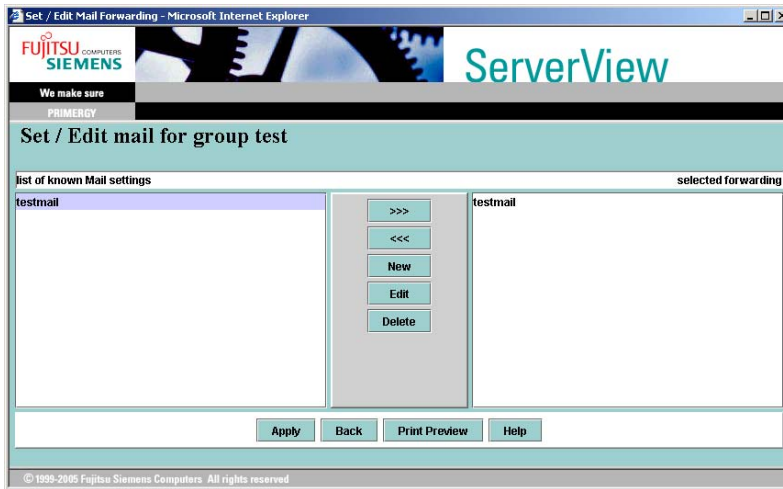 Set / Edit Mail Forwarding - Microsoft Internet Explorer
FUJITSU COMPUTERS
SIEMENS
ServerView
We make sure
PRIMERGY
Set / Edit mail for group test
list of known Mail settings
selected forwarding
testmail
>>>
testmail
<<<
New
Edit
Delete
Apply
Back
Print Preview
Help
© 1999-2005 Fujitsu Siemens Computers All rights reserved